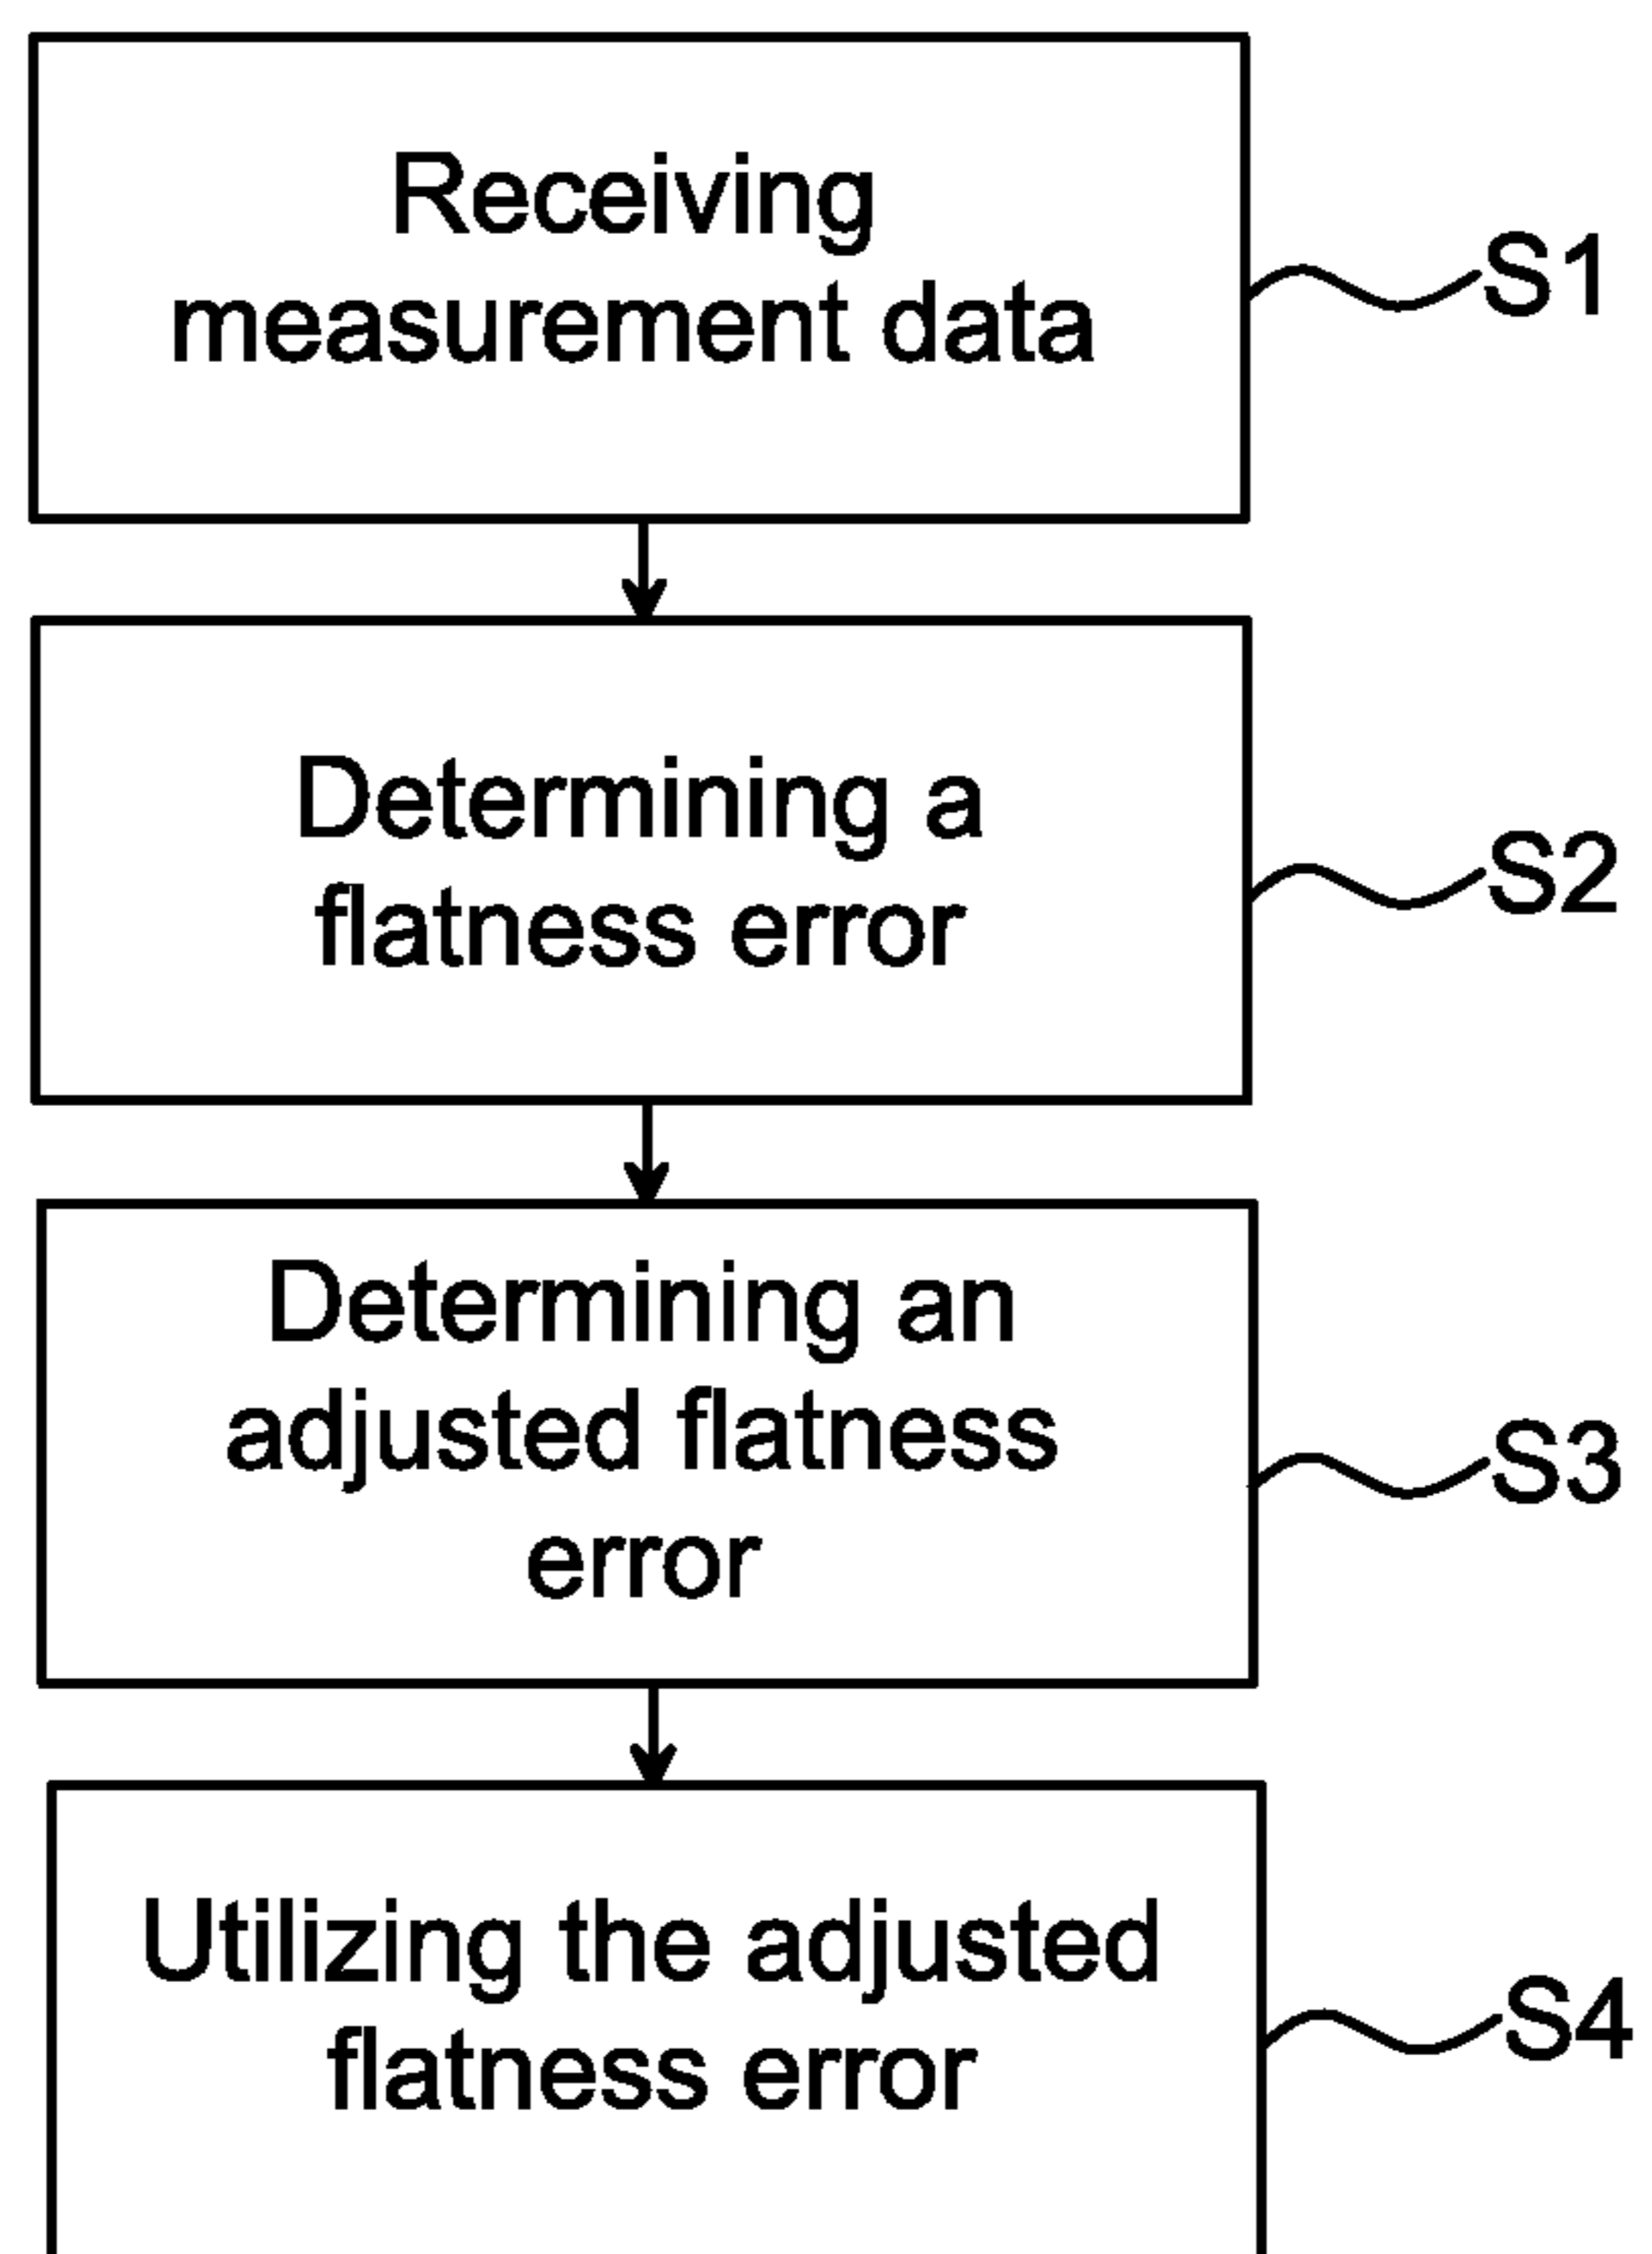 Receiving
measurement data
S1
Determining a
flatness error
S2
Determining an
adjusted flatness
error
S3
Utilizing the adjusted
flatness error
S4